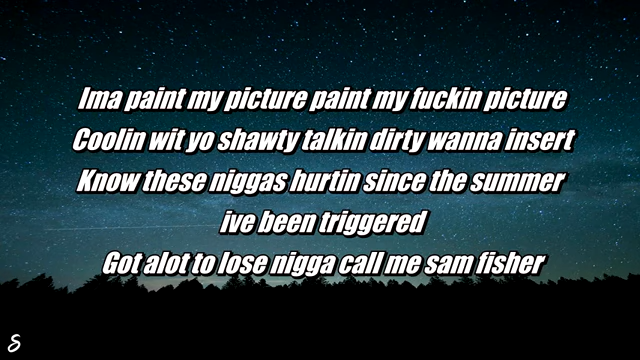 Ima paint my picture paint my fuckin picture
Coolin wit yo shawty talkin dirty wanna insert
Know these niggas hurtin since the summer
ive been triggered
Got alot to lose nigga call me sam fisher
S